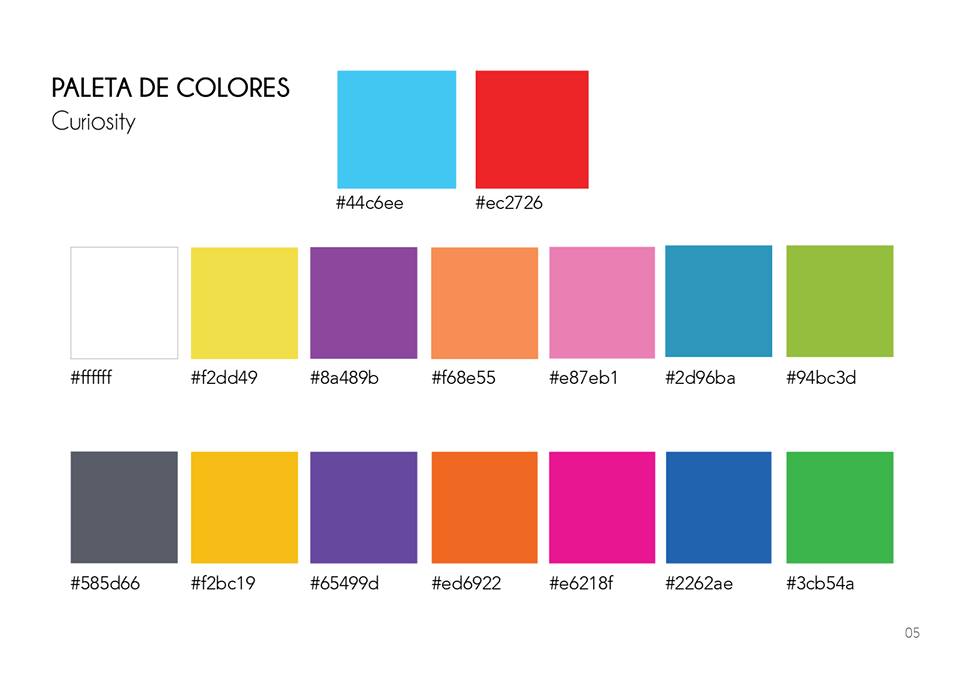 PALETA DE COLORES
Curiosity
#44c6ee #ec2726
#ffffff #f2dd49 #8a489b #f68e55 #e87eb1 #2d96ba #94bc3d
#585d66 #f2bc19 #65499d #ed6922 #e6218f #2262ae #3cb54a
05